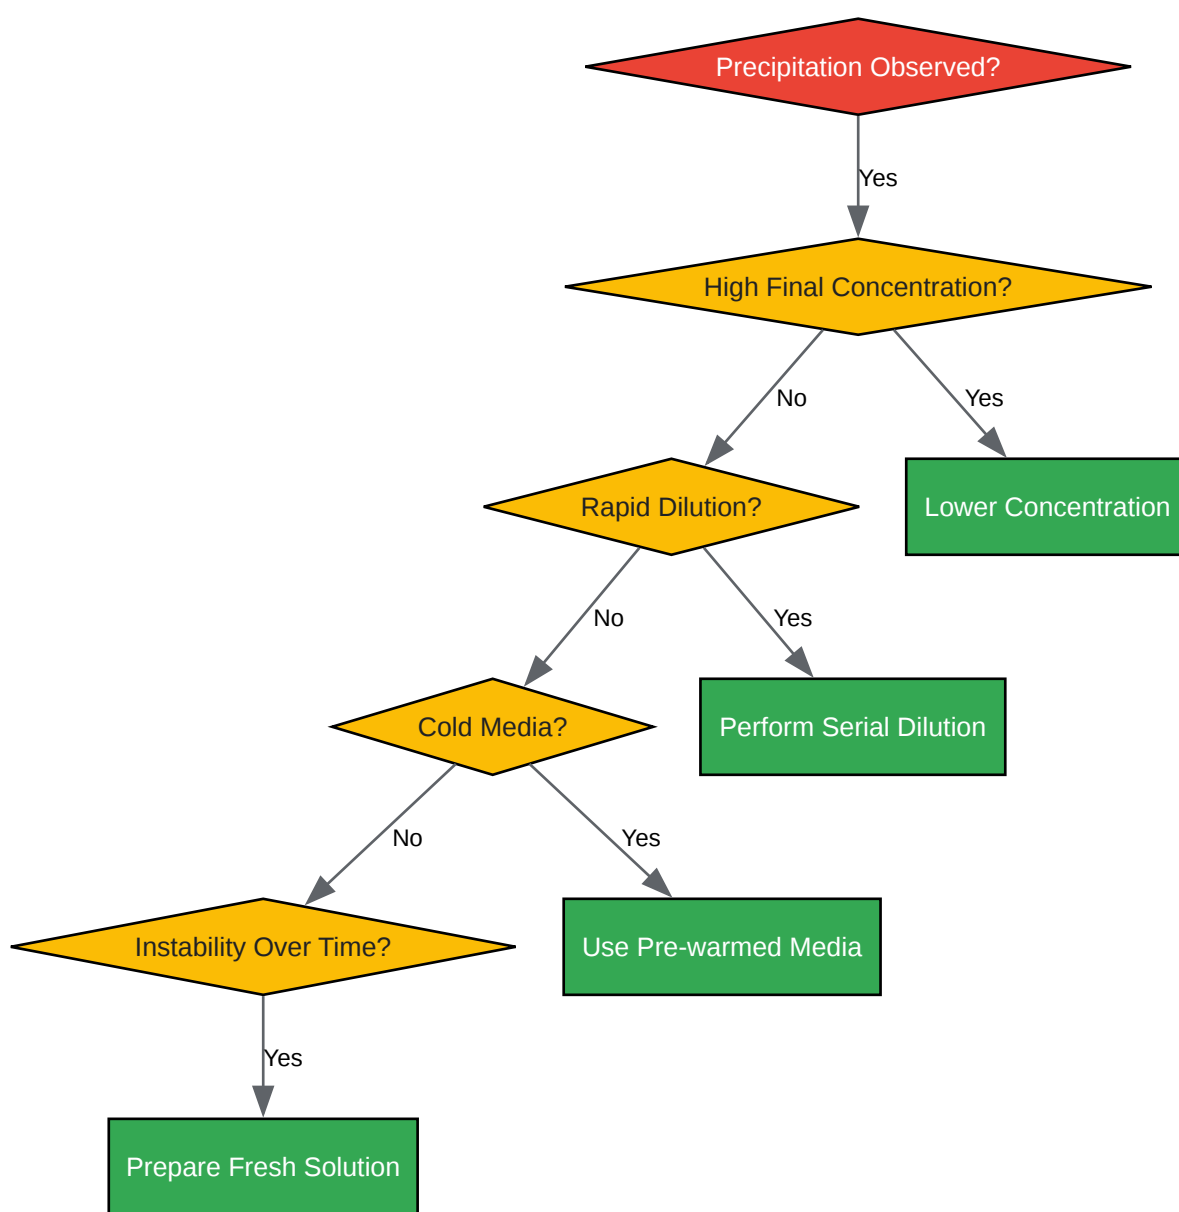 Precipitation Observed?
Yes
High Final Concentration?
No
Yes
Rapid Dilution?
Lower Concentration
No
Yes
Cold Media?
Perform Serial Dilution
No
Yes
Instability Over Time?
Use Pre-warmed Media
Yes
Prepare Fresh Solution